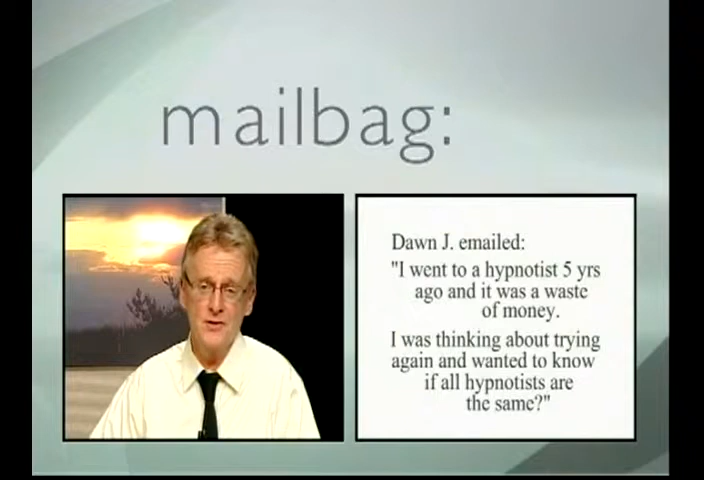 mailbag:
Dawn J. emailed:
"I went to a hypnotist 5 yrs
ago and it was a waste
of money.
I was thinking about trying
again and wanted to know
if all hypnotists are
the same?"